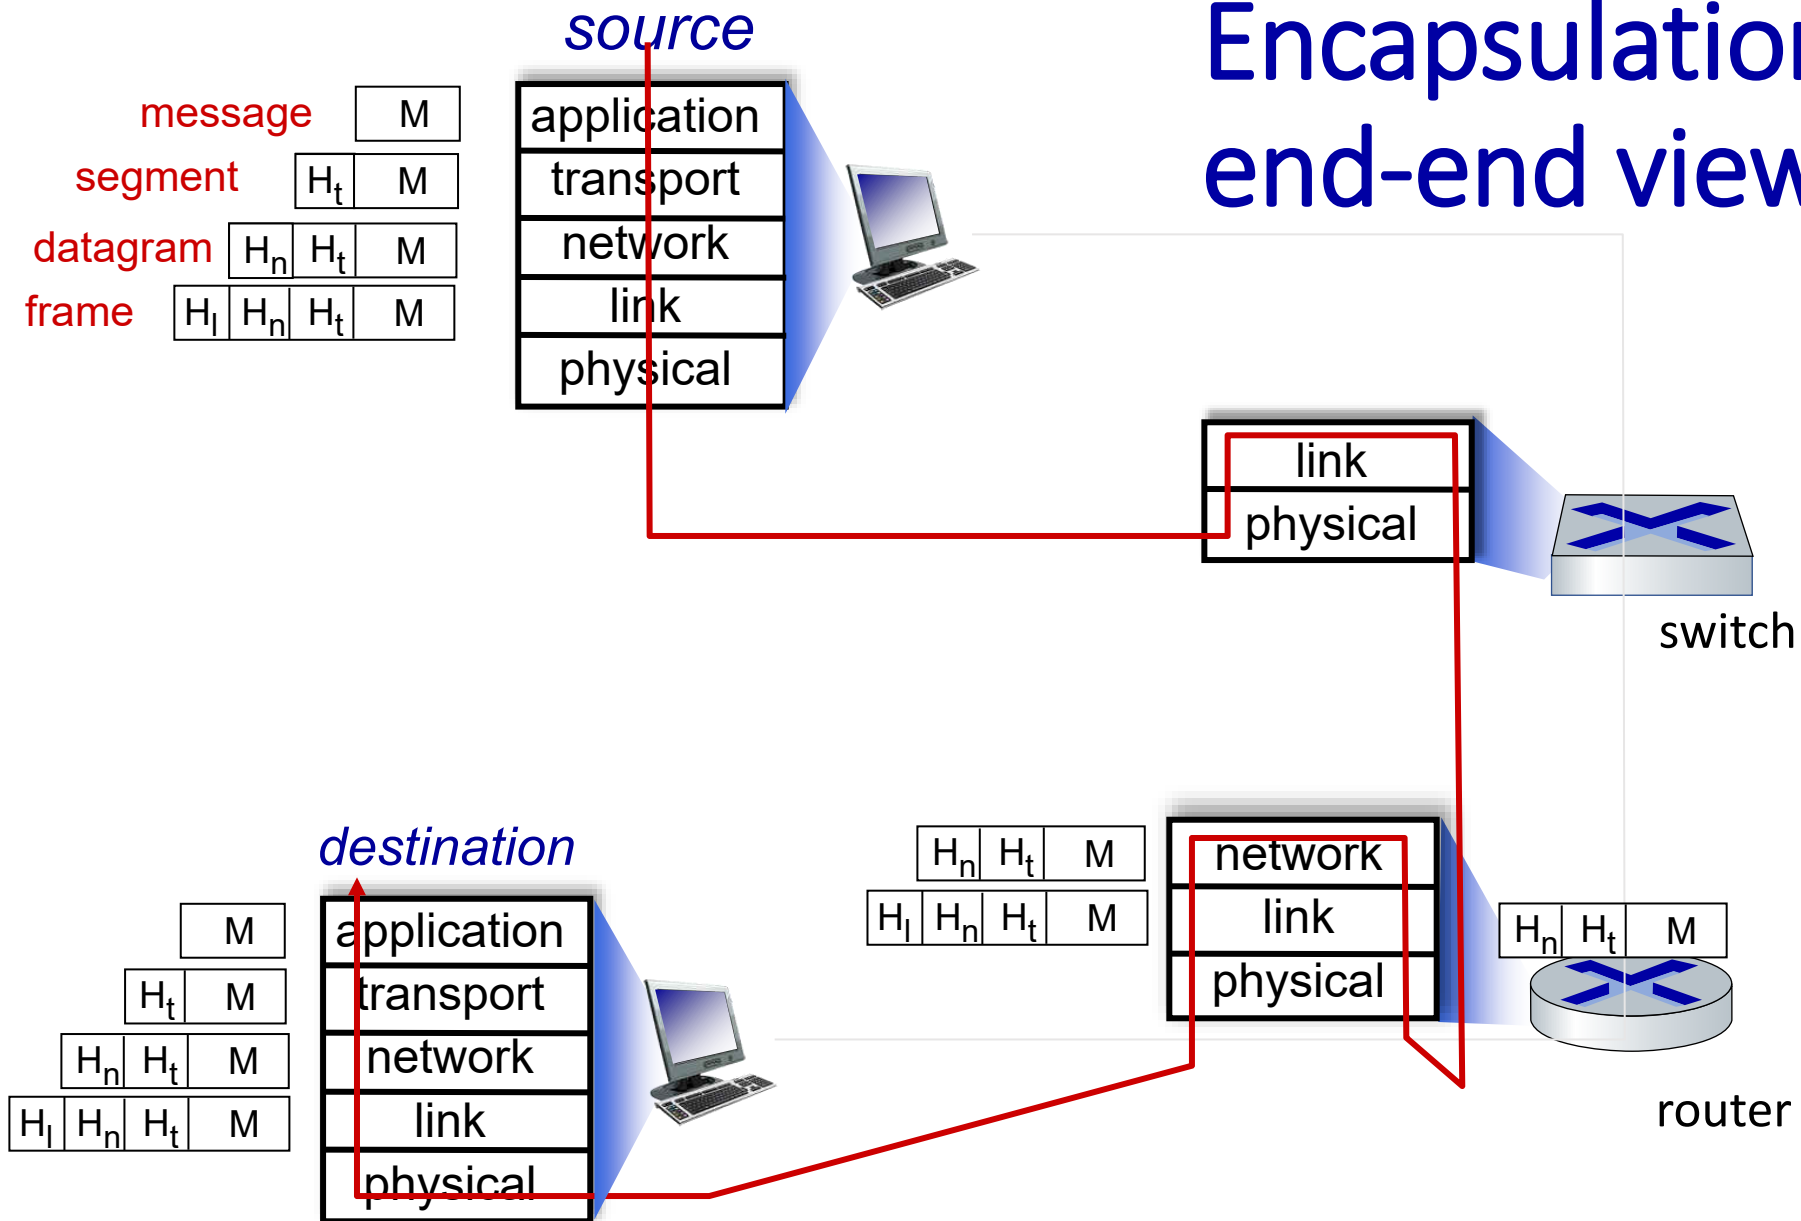 source
Encapsulation
end-end view
message M application
segment Ht M transport
datagram Hn Ht M network
frame Hl Hn Ht M link
physical
link
physical
switch
destination
Hn Ht M network
Hl Hn Ht M link
Hn Ht M
physical
router
M application
Ht M transport
Hn Ht M network
Hl Hn Ht M link
physical